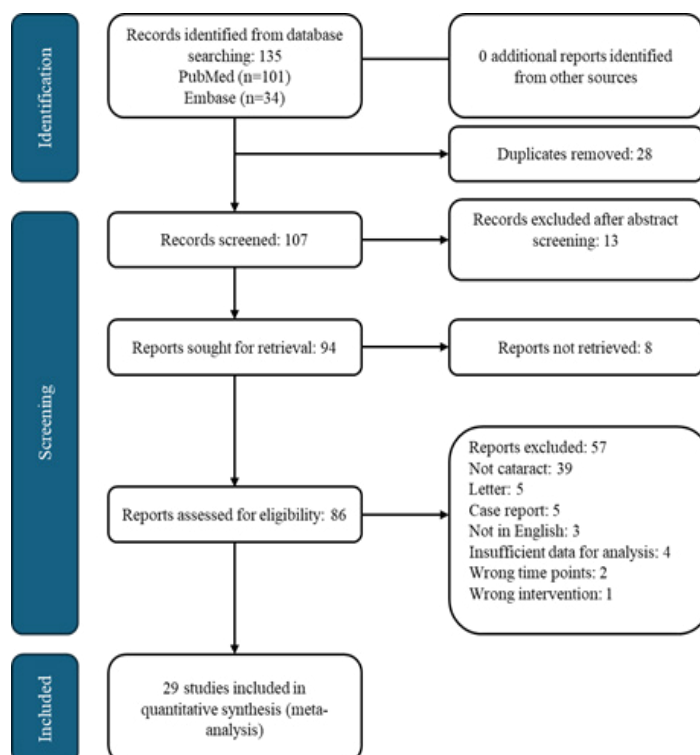 Identification
Records identified from database
searching: 135
PubMed (n=101)
Embase (n=34)
0 additional reports identified
from other sources
Duplicates removed: 28
Screening
Records screened: 107
Records excluded after abstract
screening: 13
Reports sought for retrieval: 94
Reports not retrieved: 8
Reports assessed for eligibility: 86
Reports excluded: 57
Not cataract: 39
Letter: 5
Case report: 5
Not in English: 3
Insufficient data for analysis: 4
Wrong time points: 2
Wrong intervention: 1
Included
29 studies included in
quantitative synthesis (meta-
analysis)